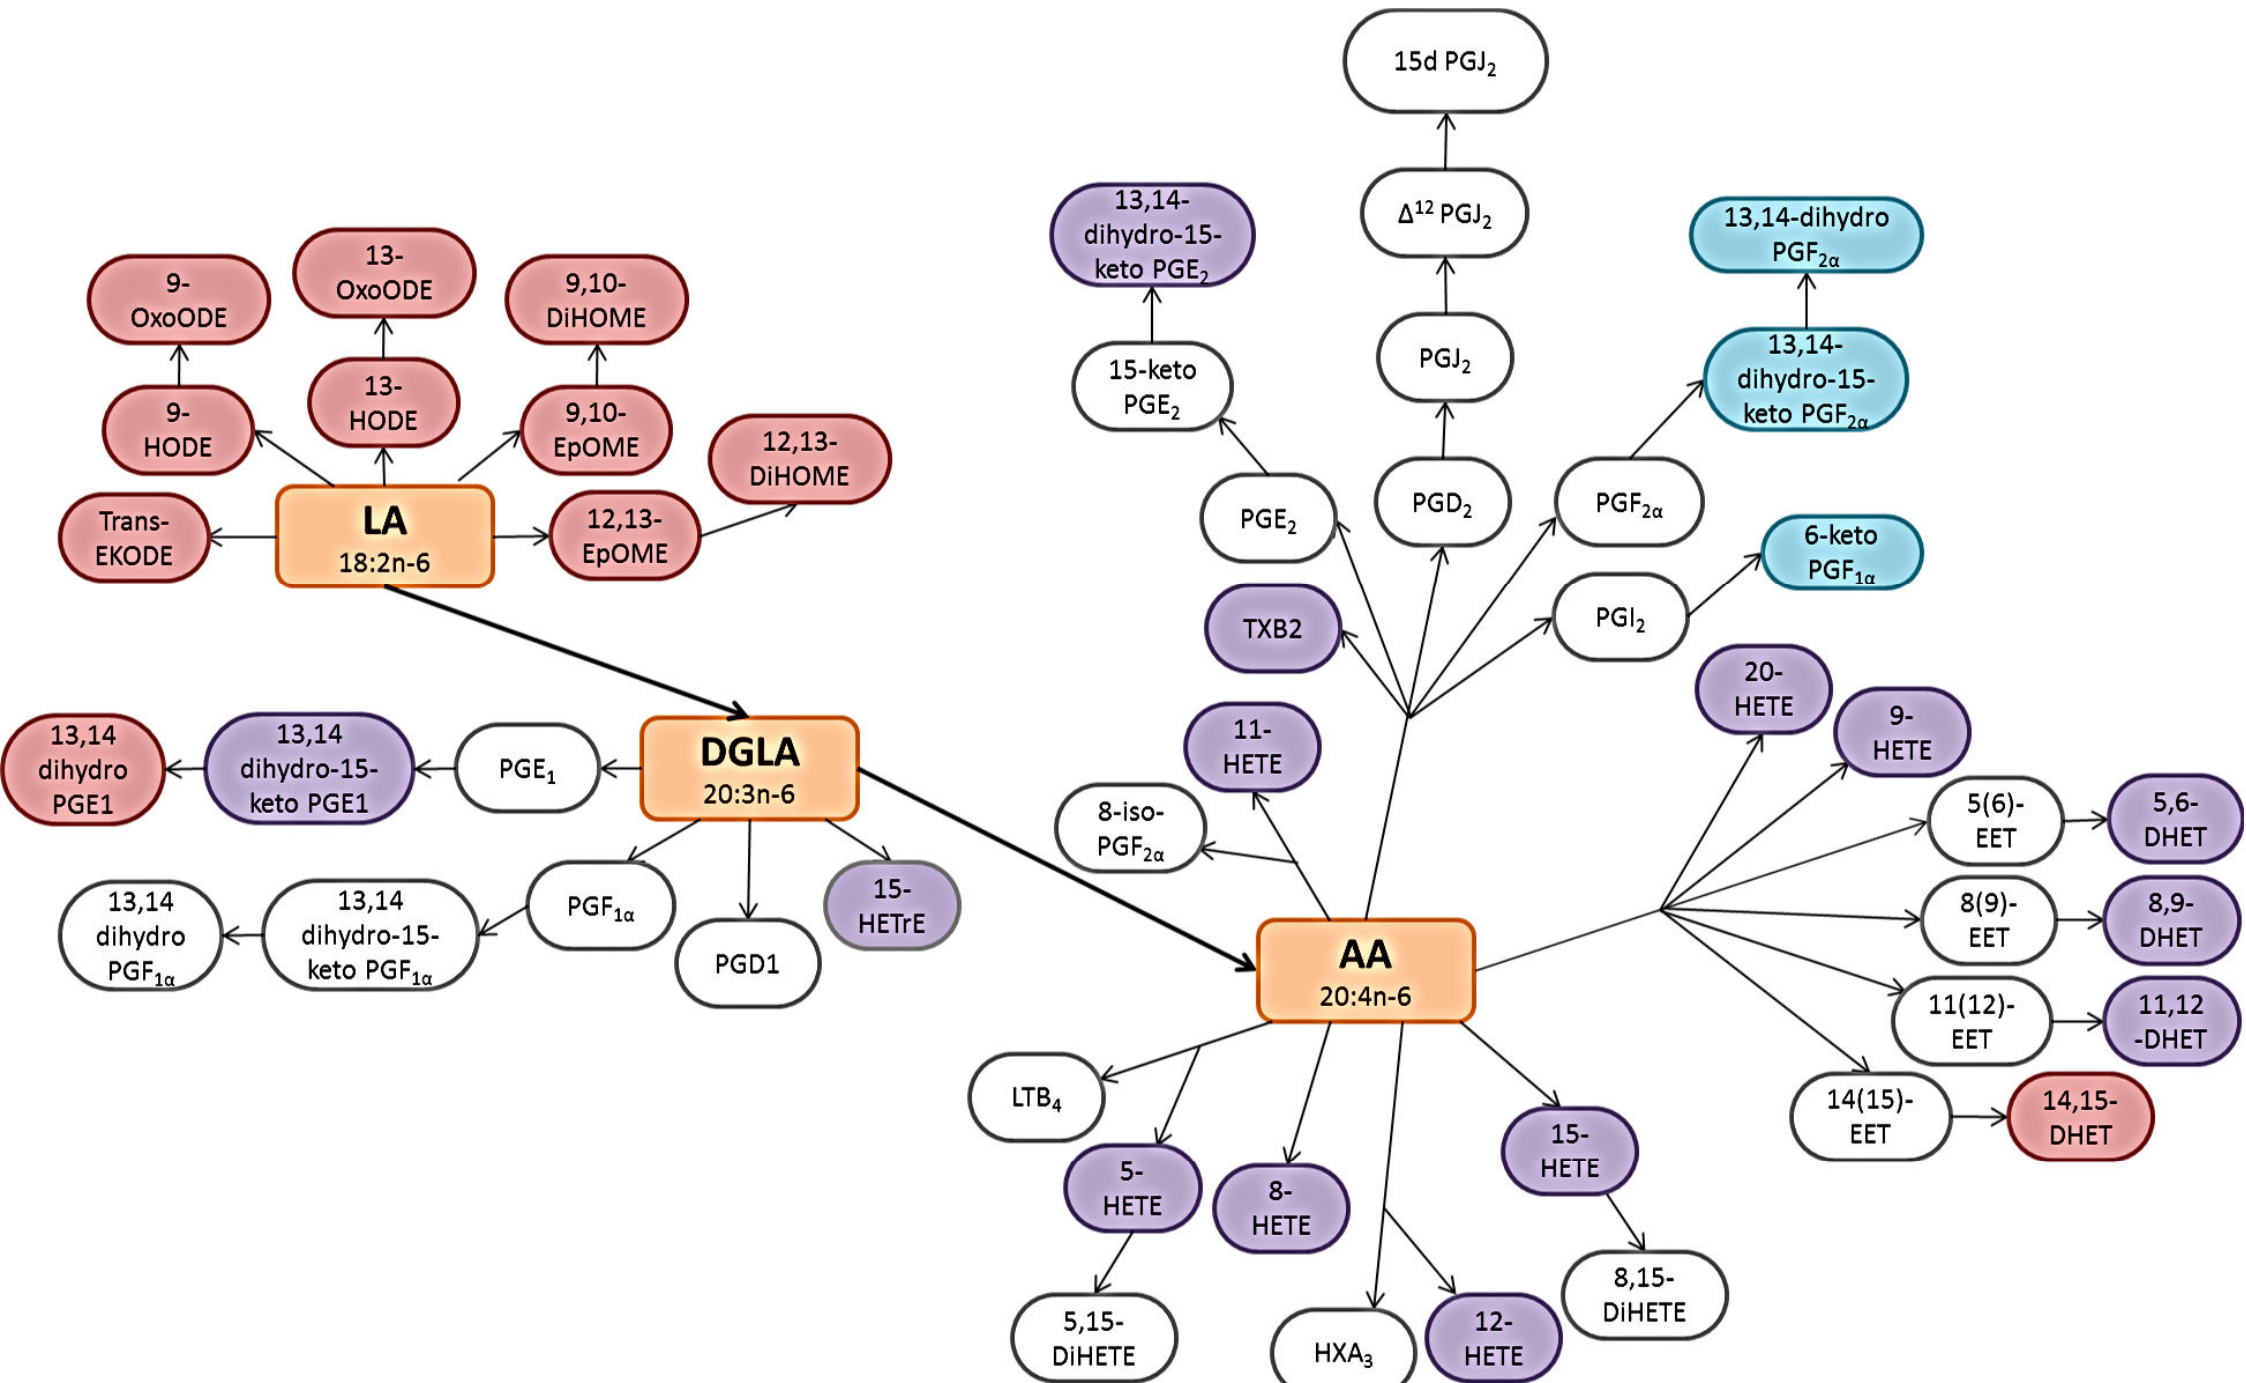 15d PGJ₂
Δ¹² PGJ₂
PGJ₂
PGD₂
13,14-
dihydro-15-
keto PGE₂
15-keto
PGE₂
PGE₂
TXB2
13,14-dihydro
PGF₂α
13,14-
dihydro-15-
keto PGF₂α
PGF₂α
6-keto
PGF₁α
PGI₂
9-
OxoODE
13-
OxoODE
9,10-
DiHOME
9-
HODE
13-
HODE
9,10-
EpOME
12,13-
DiHOME
Trans-
EKODE
LA
18:2n-6
12,13-
EpOME
13,14
dihydro
PGE1
13,14
dihydro-15-
keto PGE1
PGE₁
DGLA
20:3n-6
13,14
dihydro
PGF₁α
13,14
dihydro-15-
keto PGF₁α
PGF₁α
PGD1
15-
HETrE
11-
HETE
8-iso-
PGF₂α
20-
HETE
9-
HETE
5(6)-
EET
5,6-
DHET
8(9)-
EET
8,9-
DHET
11(12)-
EET
11,12
-DHET
14(15)-
EET
14,15-
DHET
AA
20:4n-6
LTB₄
5-
HETE
8-
HETE
15-
HETE
5,15-
DiHETE
HXA₃
12-
HETE
8,15-
DiHETE